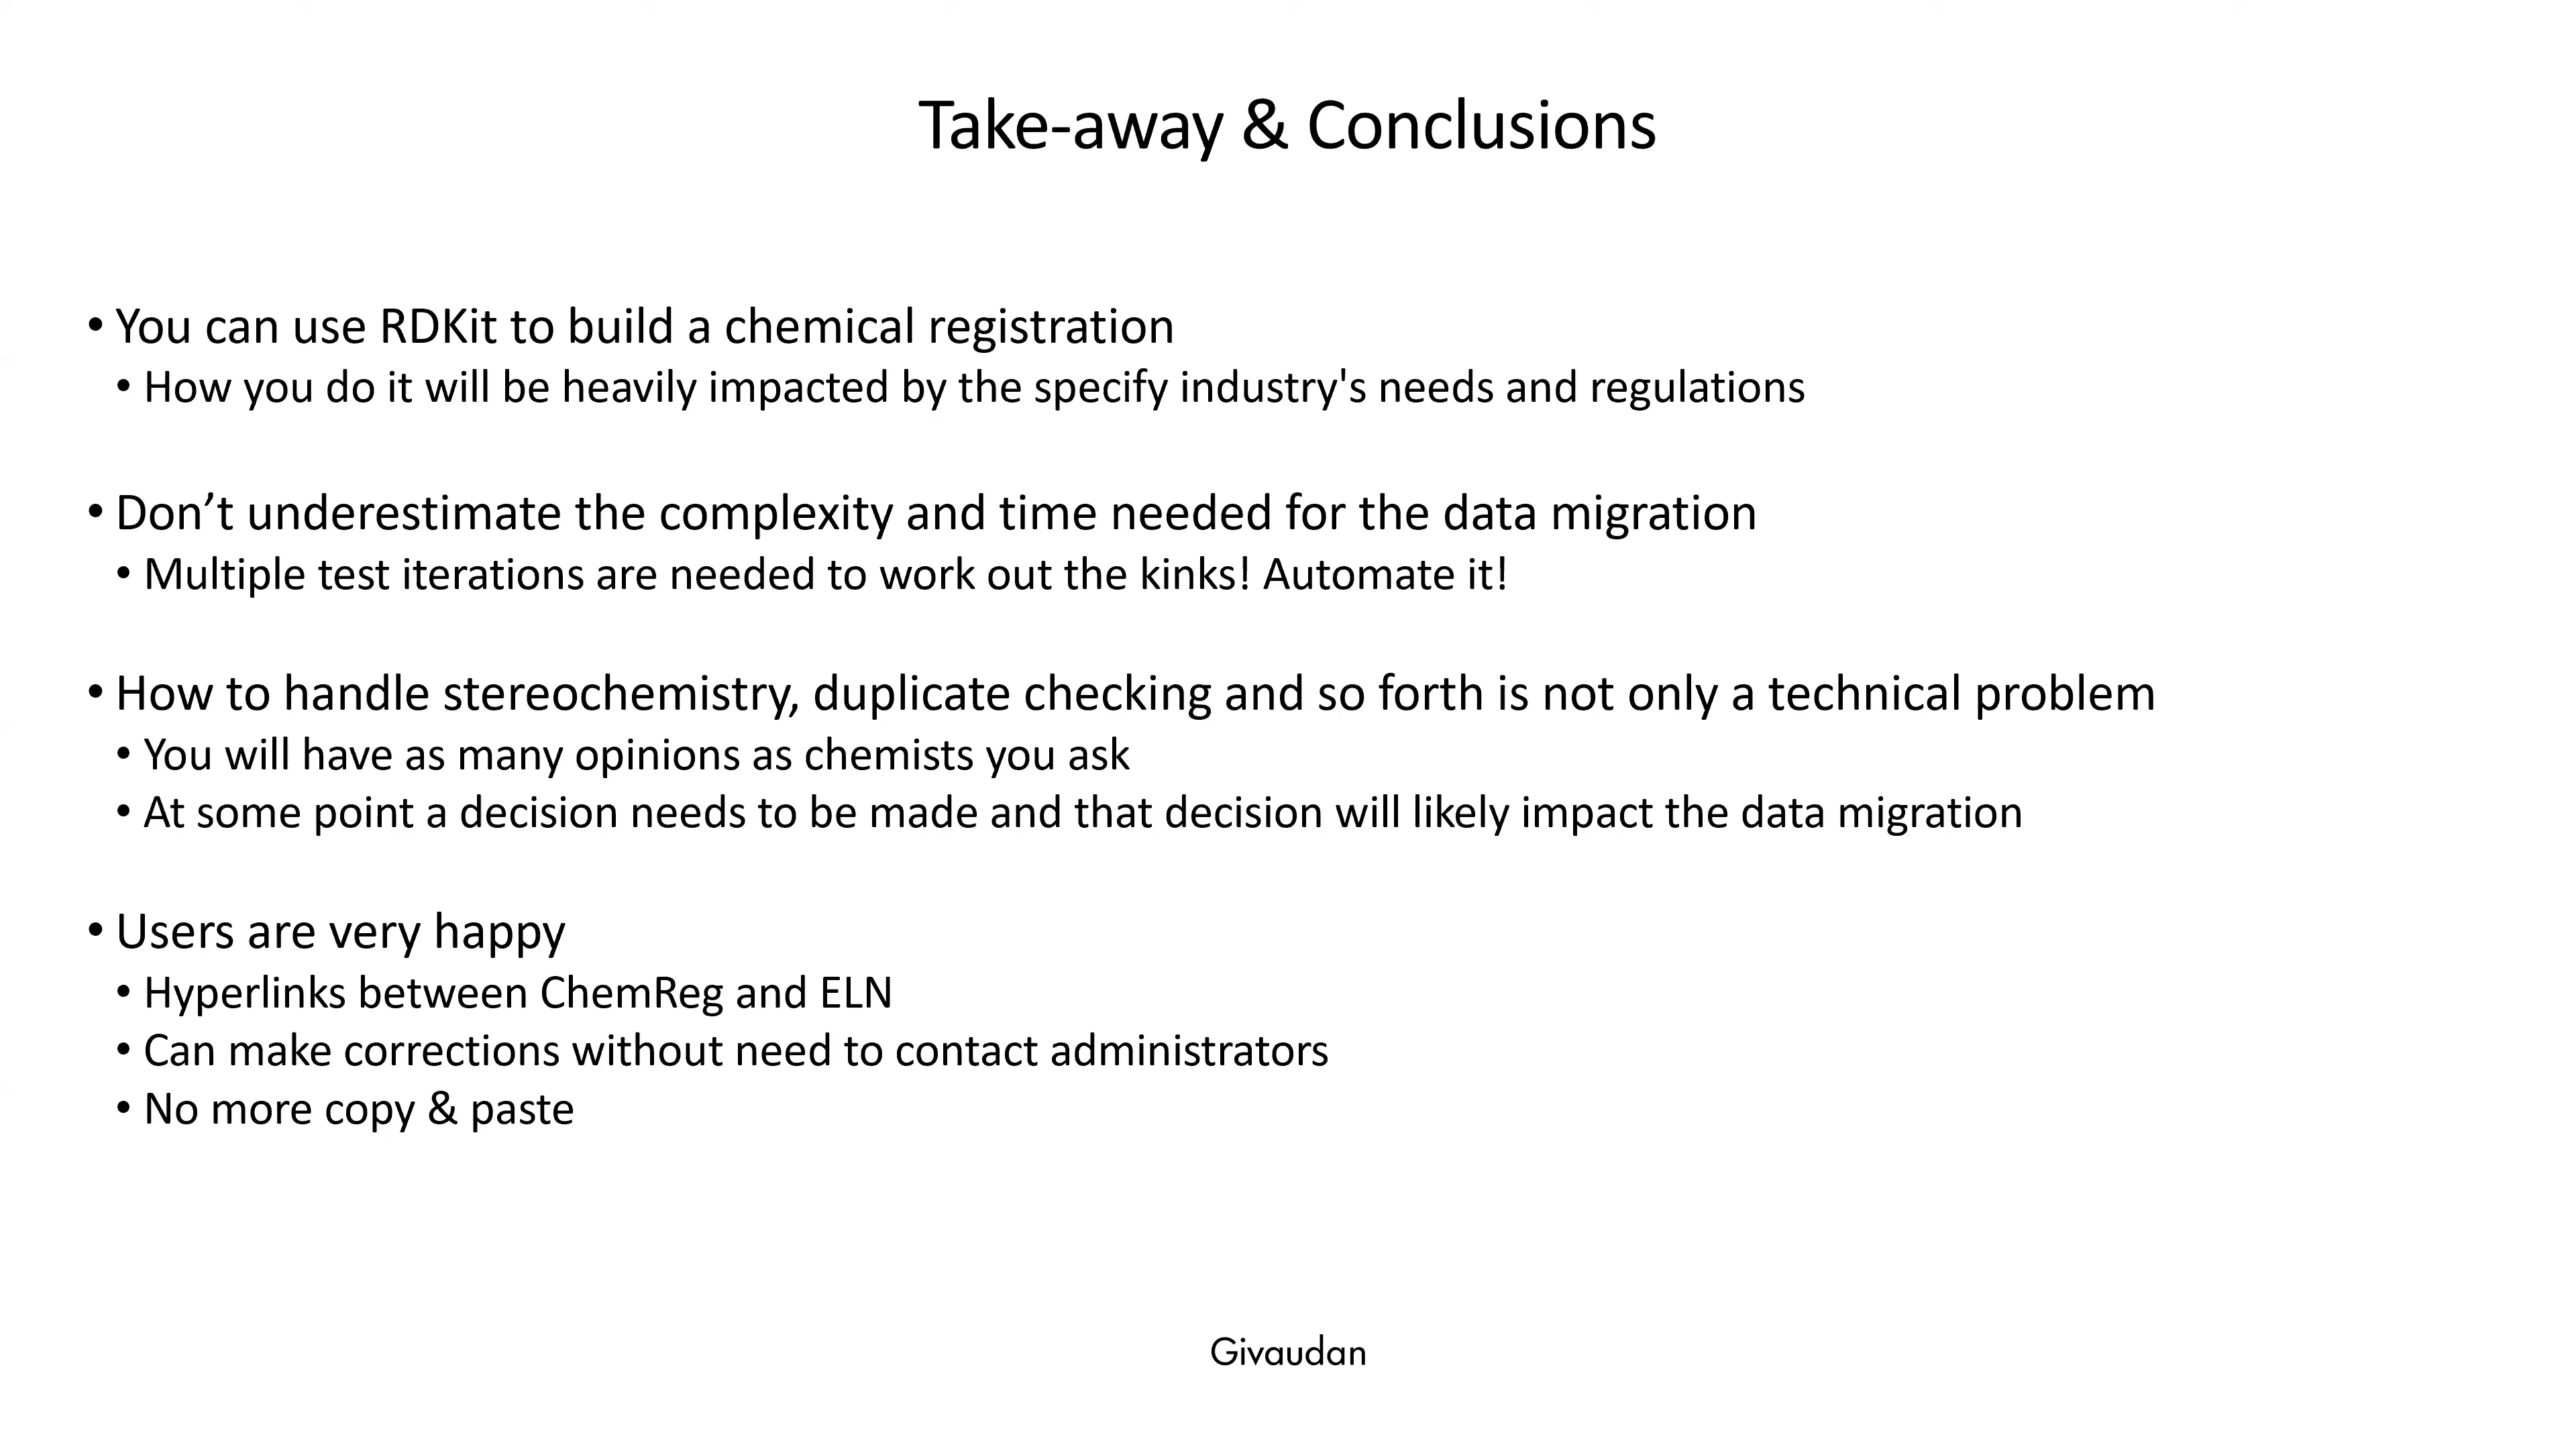 Take-away & Conclusions
• You can use RDKit to build a chemical registration
• How you do it will be heavily impacted by the specify industry's needs and regulations
• Don’t underestimate the complexity and time needed for the data migration
• Multiple test iterations are needed to work out the kinks! Automate it!
• How to handle stereochemistry, duplicate checking and so forth is not only a technical problem
• You will have as many opinions as chemists you ask
• At some point a decision needs to be made and that decision will likely impact the data migration
• Users are very happy
• Hyperlinks between ChemReg and ELN
• Can make corrections without need to contact administrators
• No more copy & paste
Givaudan